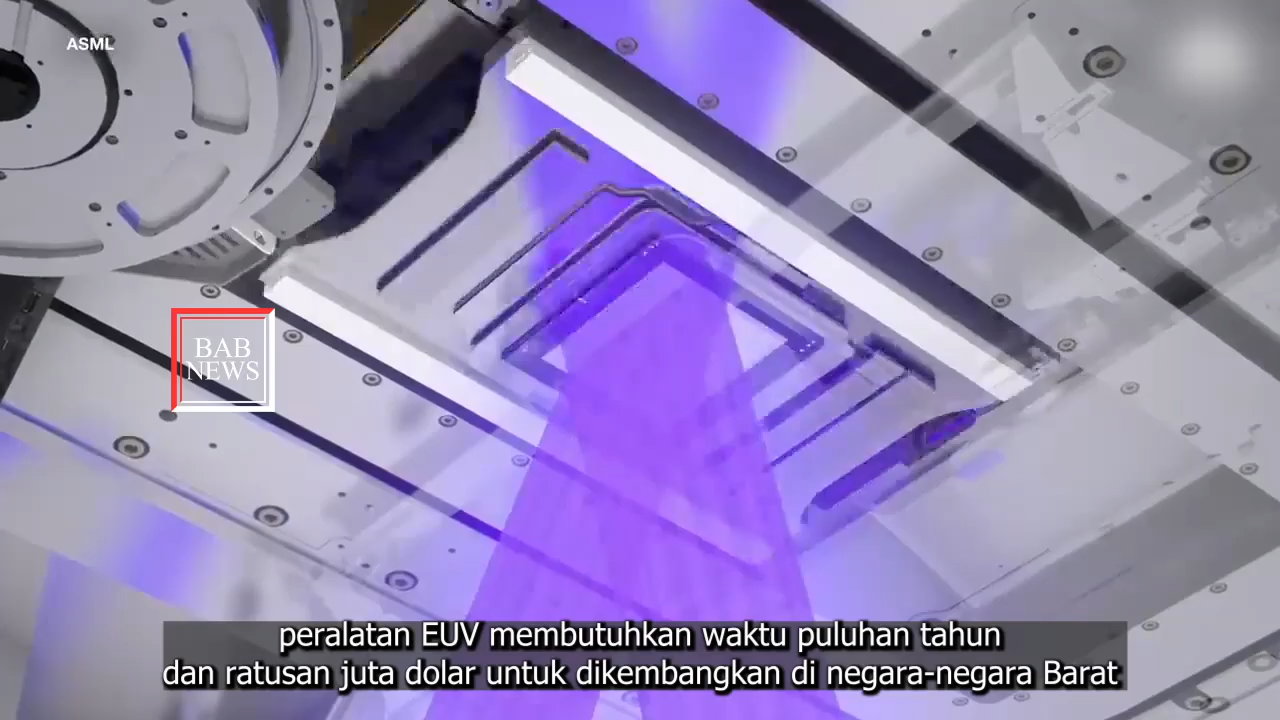 ASML
BAB
NEWS
peralatan EUV membutuhkan waktu puluhan tahun
dan ratusan juta dolar untuk dikembangkan di negara-negara Barat